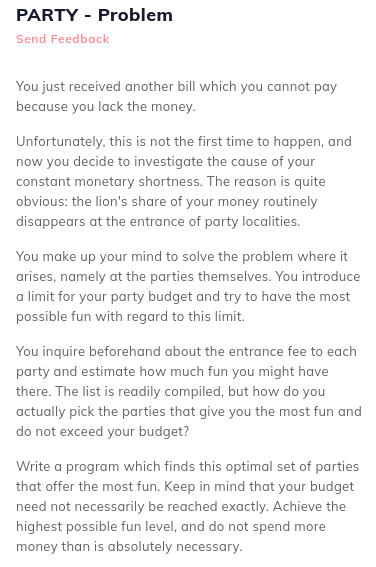 PARTY - Problem
Send Feedback
You just received another bill which you cannot pay
because you lack the money.
Unfortunately, this is not the first time to happen, and
now you decide to investigate the cause of your
constant monetary shortness. The reason is quite
obvious: the lion's share of your money routinely
disappears at the entrance of party localities.
You make up your mind to solve the problem where it
arises, namely at the parties themselves. You introduce
a limit for your party budget and try to have the most
possible fun with regard to this limit.
You inquire beforehand about the entrance fee to each
party and estimate how much fun you might have
there. The list is readily compiled, but how do you
actually pick the parties that give you the most fun and
do not exceed your budget?
Write a program which finds this optimal set of parties
that offer the most fun. Keep in mind that your budget
need not necessarily be reached exactly. Achieve the
highest possible fun level, and do not spend more
money than is absolutely necessary.